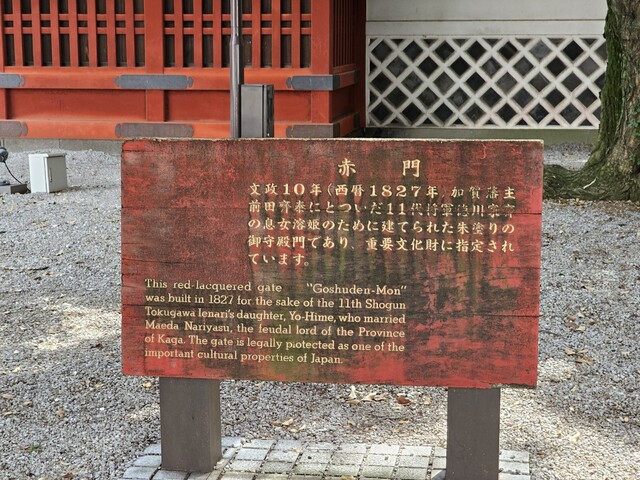 赤 門
文政10年(西暦1827年)加賀藩主
前田齊泰にとついだ11代将軍徳川家斉
の息女溶姫のために建てられた朱塗りの
御守殿門であり、重要文化財に指定され
ています。
This red-lacquered gate "Goshuden-Mon"
was built in 1827 for the sake of the 11th Shogun
Tokugawa Ienari's daughter, Yo-Hime, who married
Maeda Nariyasu, the feudal lord of the Province
of Kaga. The gate is legally protected as one of the
important cultural properties of Japan.